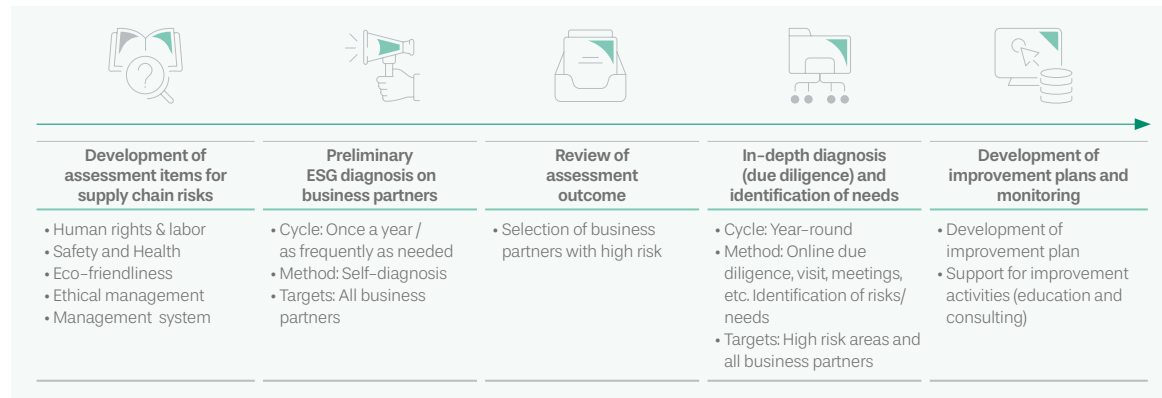 Development of
assessment items for
supply chain risks
• Human rights & labor
• Safety and Health
• Eco-friendliness
• Ethical management
• Management system
Preliminary
ESG diagnosis on
business partners
• Cycle: Once a year /
as frequently as needed
• Method: Self-diagnosis
• Targets: All business
partners
Review of
assessment
outcome
• Selection of business
partners with high risk
In-depth diagnosis
(due diligence) and
identification of needs
• Cycle: Year-round
• Method: Online due
diligence, visit, meetings,
etc. Identification of risks/
needs
• Targets: High risk areas and
all business partners
Development of
improvement plans and
monitoring
• Development of
improvement plan
• Support for improvement
activities (education and
consulting)